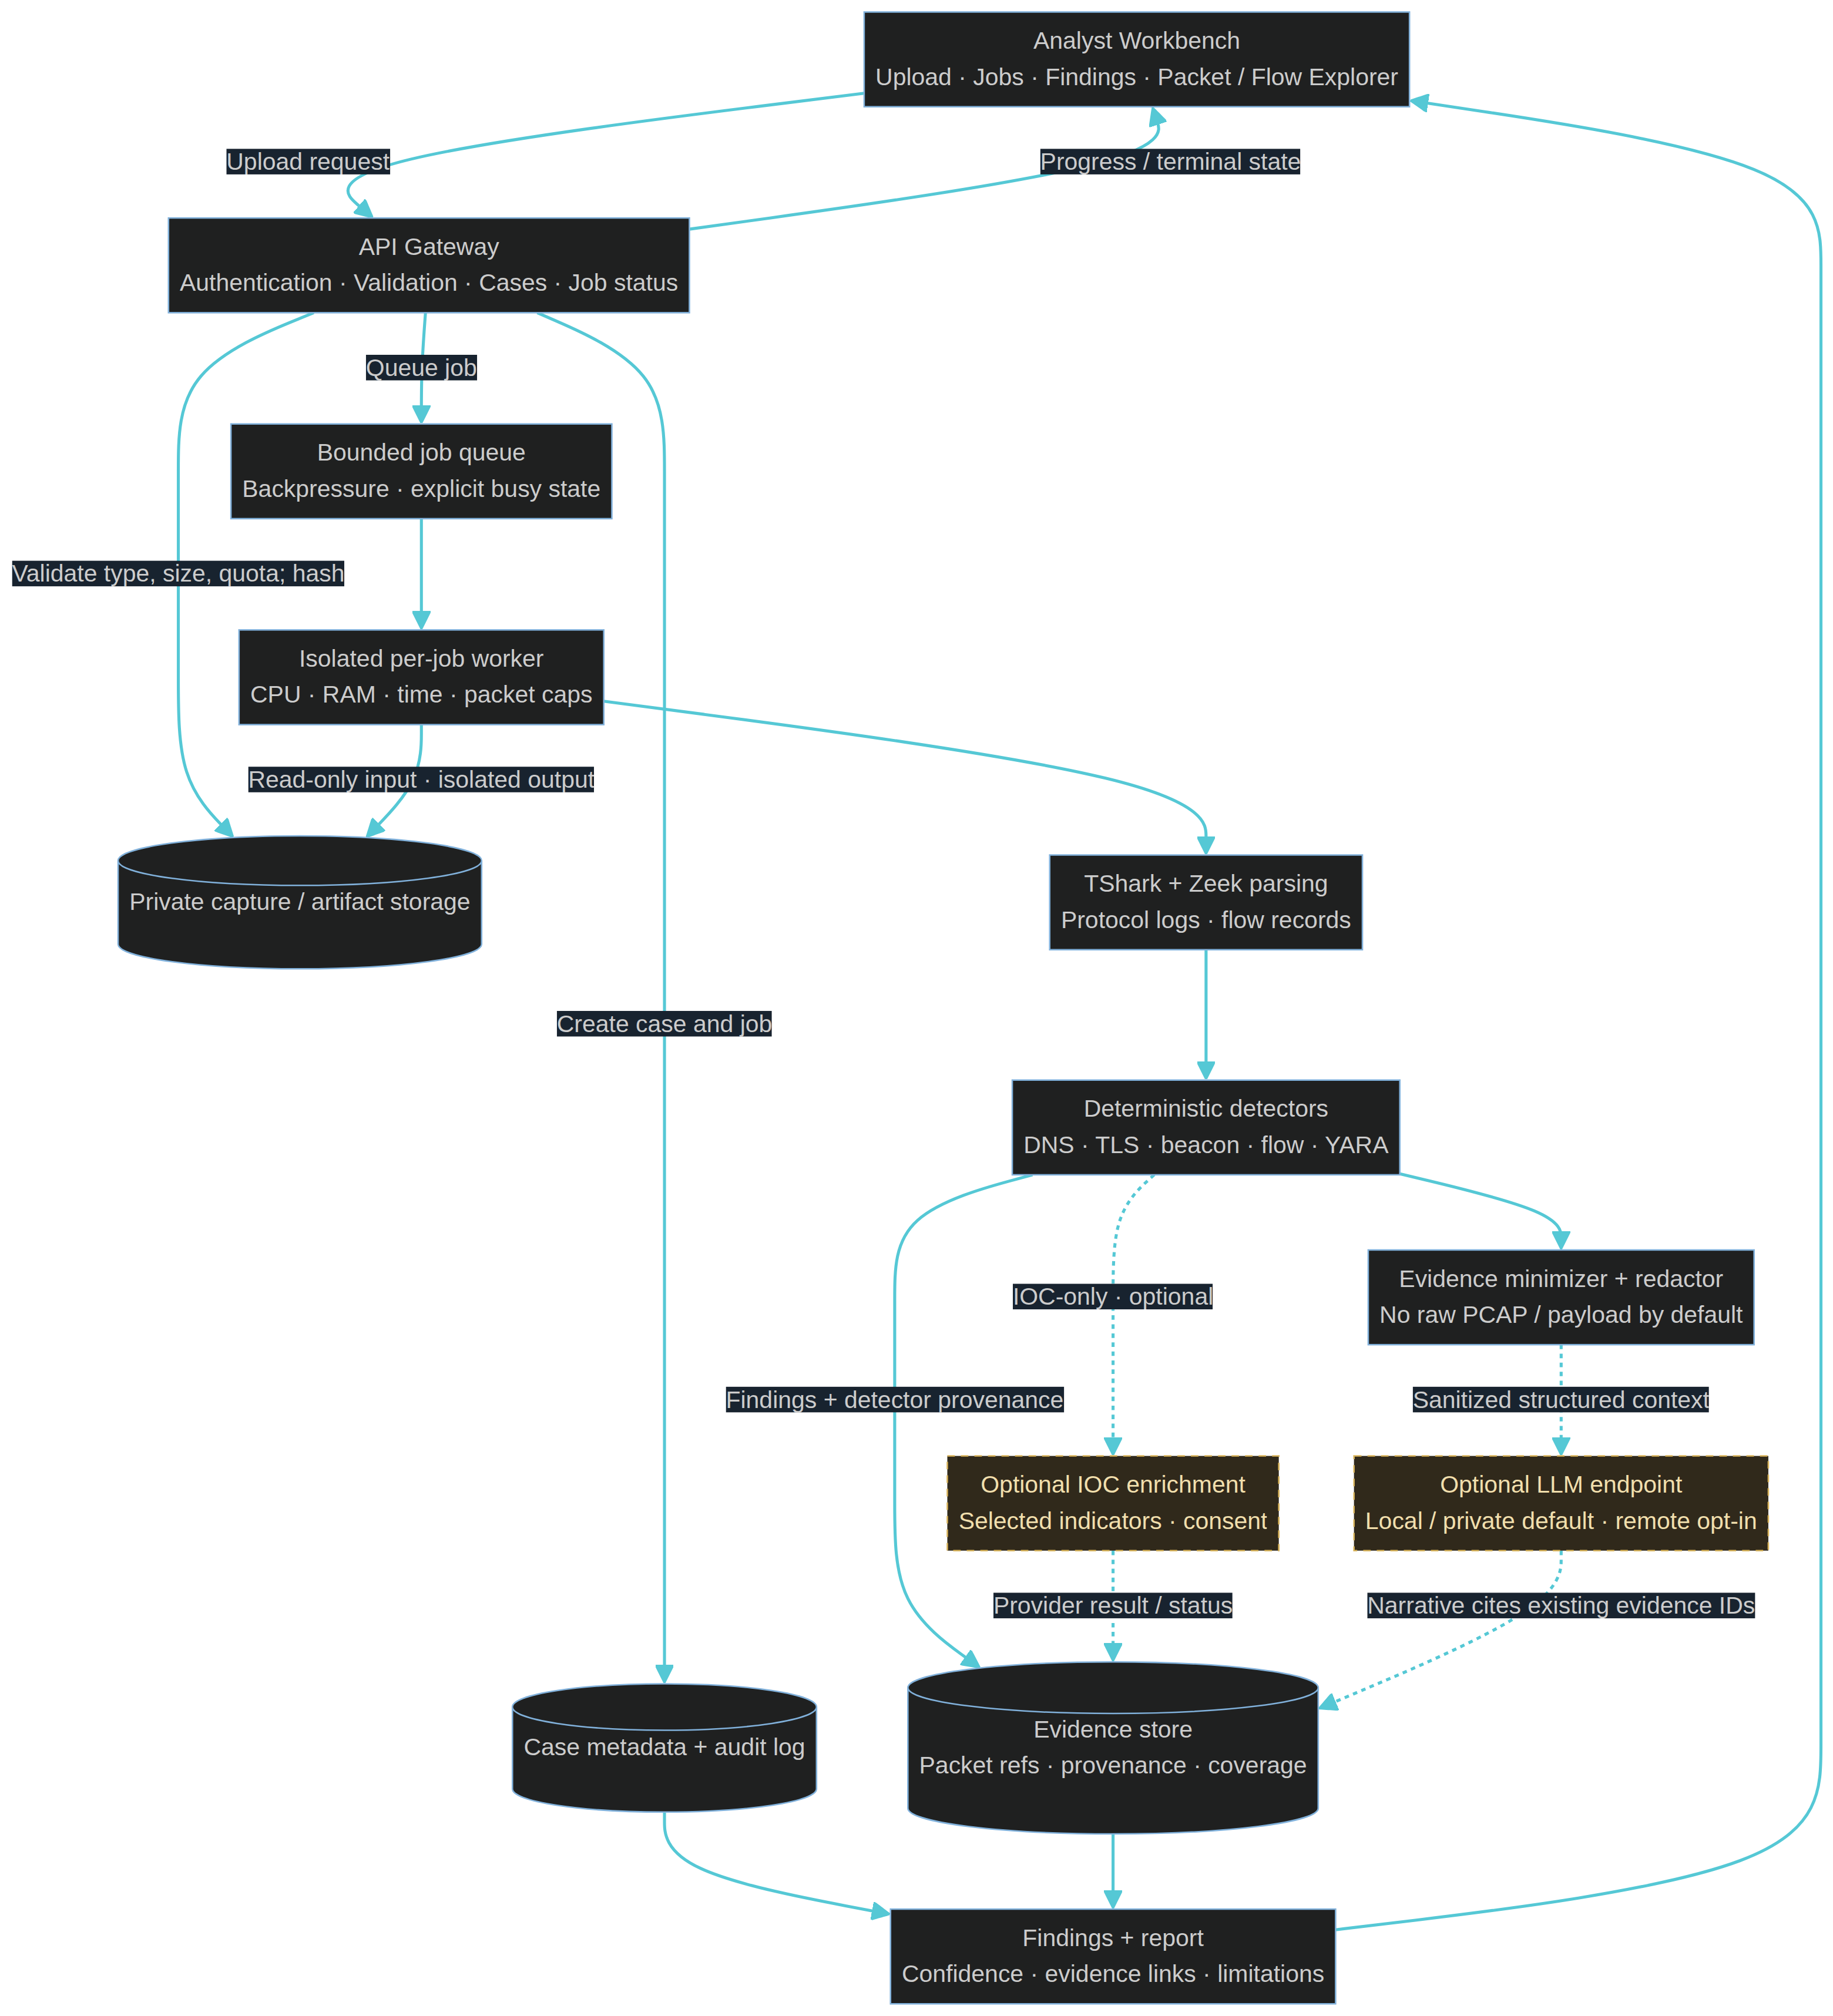 Analyst Workbench
Upload · Jobs · Findings · Packet / Flow Explorer
Upload request
Progress / terminal state
API Gateway
Authentication · Validation · Cases · Job status
Queue job
Bounded job queue
Backpressure · explicit busy state
Validate type, size, quota; hash
Isolated per-job worker
CPU · RAM · time · packet caps
Read-only input · isolated output
Private capture / artifact storage
TShark + Zeek parsing
Protocol logs · flow records
Create case and job
Deterministic detectors
DNS · TLS · beacon · flow · YARA
Evidence minimizer + redactor
No raw PCAP / payload by default
IOC-only · optional
Findings + detector provenance
Sanitized structured context
Optional IOC enrichment
Selected indicators · consent
Optional LLM endpoint
Local / private default · remote opt-in
Provider result / status
Narrative cites existing evidence IDs
Case metadata + audit log
Evidence store
Packet refs · provenance · coverage
Findings + report
Confidence · evidence links · limitations